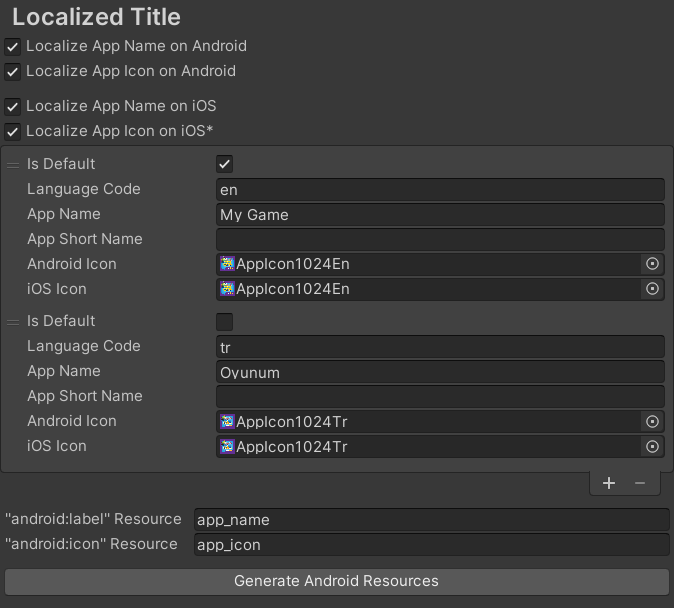 Localized Title
Localize App Name on Android
Localize App Icon on Android
Localize App Name on iOS
Localize App Icon on iOS*
Is Default
Language Code en
App Name My Game
App Short Name
Android Icon AppIcon1024En
iOS Icon AppIcon1024En
Is Default
Language Code tr
App Name Oyunum
App Short Name
Android Icon AppIcon1024Tr
iOS Icon AppIcon1024Tr
+ −
"android:label" Resource app_name
"android:icon" Resource app_icon
Generate Android Resources